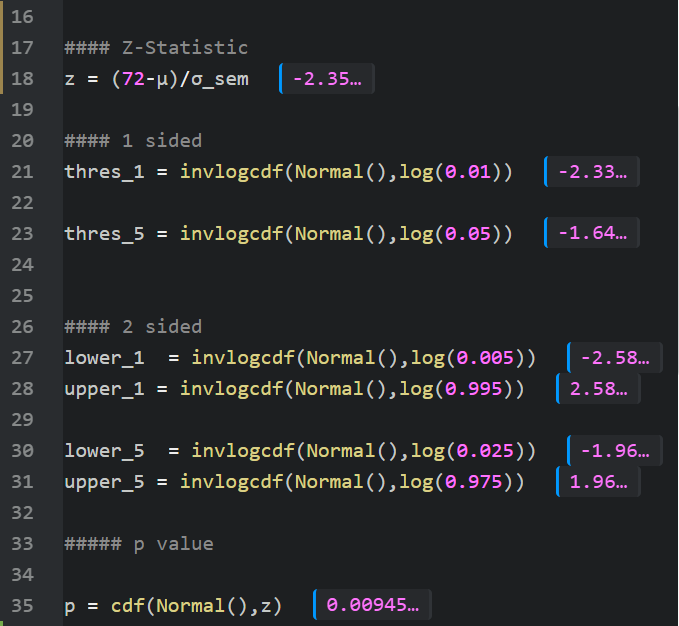 16
17 #### Z-Statistic
18 z = (72-μ)/σ_sem -2.35…
19
20 #### 1 sided
21 thres_1 = invlogcdf(Normal(),log(0.01)) -2.33…
22
23 thres_5 = invlogcdf(Normal(),log(0.05)) -1.64…
24
25
26 #### 2 sided
27 lower_1  = invlogcdf(Normal(),log(0.005)) -2.58…
28 upper_1 = invlogcdf(Normal(),log(0.995)) 2.58…
29
30 lower_5  = invlogcdf(Normal(),log(0.025)) -1.96…
31 upper_5 = invlogcdf(Normal(),log(0.975)) 1.96…
32
33 ##### p value
34
35 p = cdf(Normal(),z) 0.00945…